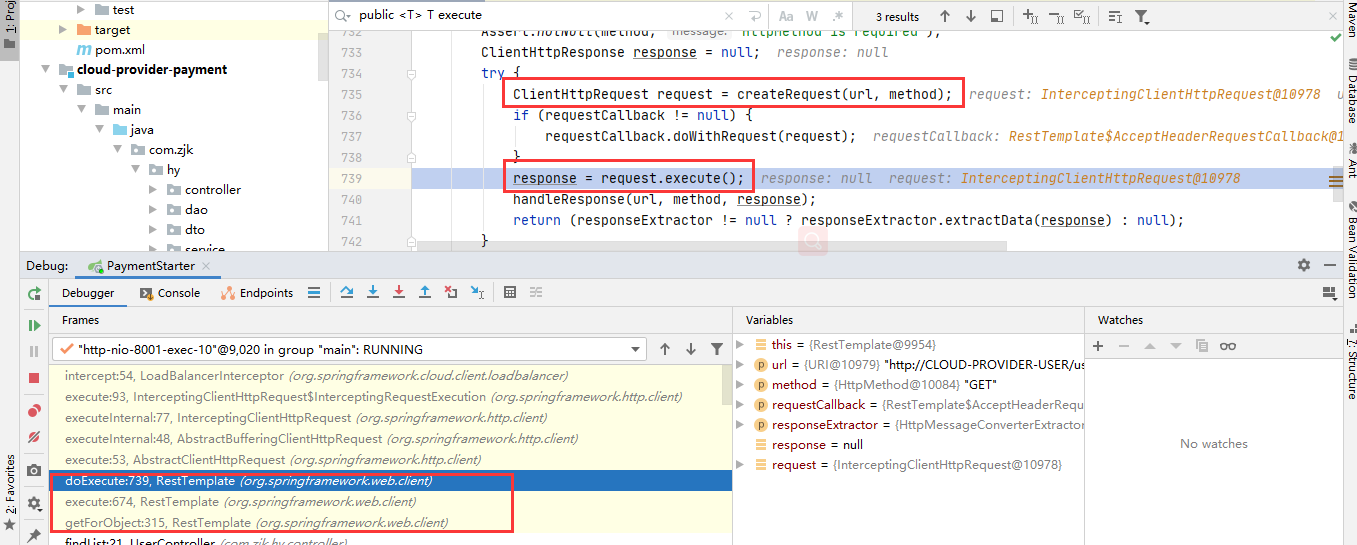 1: Proj
test
target
pom.xml
cloud-provider-payment
src
main
java
com.zjk
hy
controller
dao
dto
service
public <T> T execute
Aa W .*
3 results
732 Assert.notNull(method, message: "HttpMethod is required");
733 ClientHttpResponse response = null; response: null
734 try {
735 ClientHttpRequest request = createRequest(url, method); request: InterceptingClientHttpRequest@10978 u
736 if (requestCallback != null) {
737 requestCallback.doWithRequest(request); requestCallback: RestTemplate$AcceptHeaderRequestCallback@1
738 }
739 response = request.execute(); response: null request: InterceptingClientHttpRequest@10978
740 handleResponse(url, method, response);
741 return (responseExtractor != null ? responseExtractor.extractData(response) : null);
742 }
Maven
Database
Ant
Bean Validation
7: Structure
2: Favorites
Debug: PaymentStarter
Debugger Console Endpoints
Frames
"http-nio-8001-exec-10"@9,020 in group "main": RUNNING
intercept:54, LoadBalancerInterceptor (org.springframework.cloud.client.loadbalancer)
execute:93, InterceptingClientHttpRequest$InterceptingRequestExecution (org.springframework.http.client)
executeInternal:77, InterceptingClientHttpRequest (org.springframework.http.client)
executeInternal:48, AbstractBufferingClientHttpRequest (org.springframework.http.client)
execute:53, AbstractClientHttpRequest (org.springframework.http.client)
doExecute:739, RestTemplate (org.springframework.web.client)
execute:674, RestTemplate (org.springframework.web.client)
getForObject:315, RestTemplate (org.springframework.web.client)
findList:21, UserController (com.zjk.hy.controller)
Variables
this = {RestTemplate@9954}
url = {URI@10979} "http://CLOUD-PROVIDER-USER/us
method = {HttpMethod@10084} "GET"
requestCallback = {RestTemplate$AcceptHeaderRequ
responseExtractor = {HttpMessageConverterExtractor
response = null
request = {InterceptingClientHttpRequest@10978}
Watches
No watches